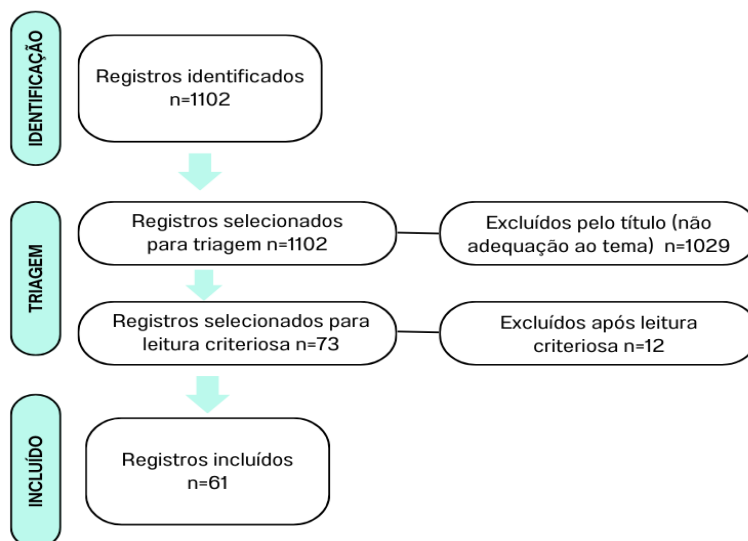 IDENTIFICAÇÃO
Registros identificados
n=1102
TRIAGEM
Registros selecionados
para triagem n=1102
Excluídos pelo título (não
adequação ao tema) n=1029
Registros selecionados para
leitura criteriosa n=73
Excluídos após leitura
criteriosa n=12
INCLUÍDO
Registros incluídos
n=61